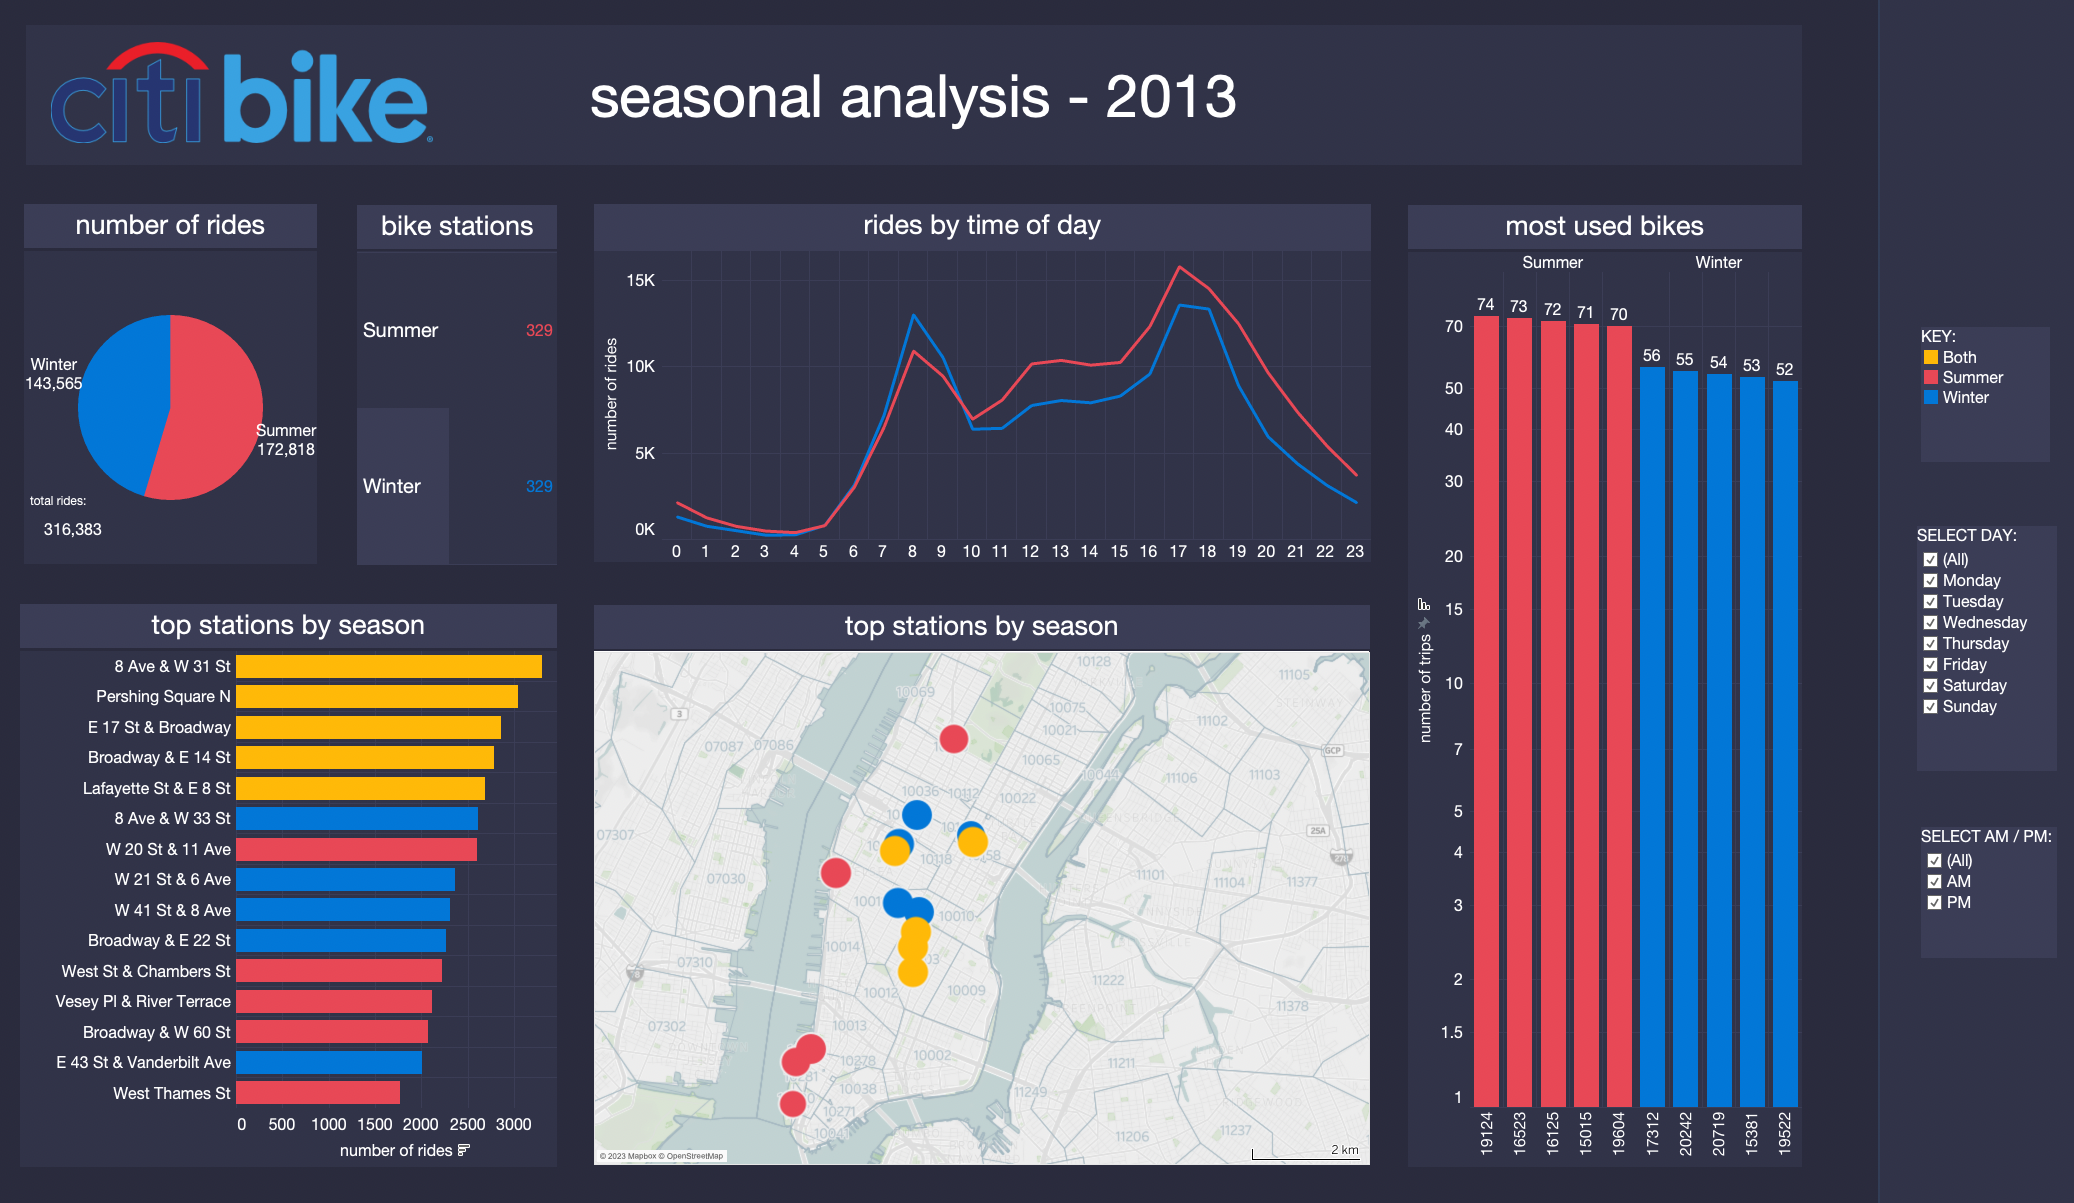 citi bike
seasonal analysis - 2013
number of rides
Winter
143,565
Summer
172,818
total rides:
316,383
bike stations
Summer 329
Winter 329
rides by time of day
number of rides
15K
10K
5K
0K
0 1 2 3 4 5 6 7 8 9 10 11 12 13 14 15 16 17 18 19 20 21 22 23
most used bikes
Summer Winter
74 73 72 71 70 56 55 54 53 52
number of trips
70
50
40
30
20
15
10
7
5
4
3
2
1.5
1
19124 16523 16125 15015 19604 17312 20242 20719 15381 19522
KEY:
Both
Summer
Winter
SELECT DAY:
(All)
Monday
Tuesday
Wednesday
Thursday
Friday
Saturday
Sunday
SELECT AM / PM:
(All)
AM
PM
top stations by season
8 Ave & W 31 St
Pershing Square N
E 17 St & Broadway
Broadway & E 14 St
Lafayette St & E 8 St
8 Ave & W 33 St
W 20 St & 11 Ave
W 21 St & 6 Ave
W 41 St & 8 Ave
Broadway & E 22 St
West St & Chambers St
Vesey Pl & River Terrace
Broadway & W 60 St
E 43 St & Vanderbilt Ave
West Thames St
0 500 1000 1500 2000 2500 3000
number of rides
top stations by season
10128
11105
10069
3
10075
11102
10021
07087 07086
GCP
10065
10044
11106
11103
10036 10112
10022
07307
25A
278
10118
07030
11101
11104
11377
10010
10014
07310
78
11222
10012
10009
11378
07302
10013
10002
10278
11211
10038
11249
10271
10041
11237
11206
© 2023 Mapbox © OpenStreetMap
2 km